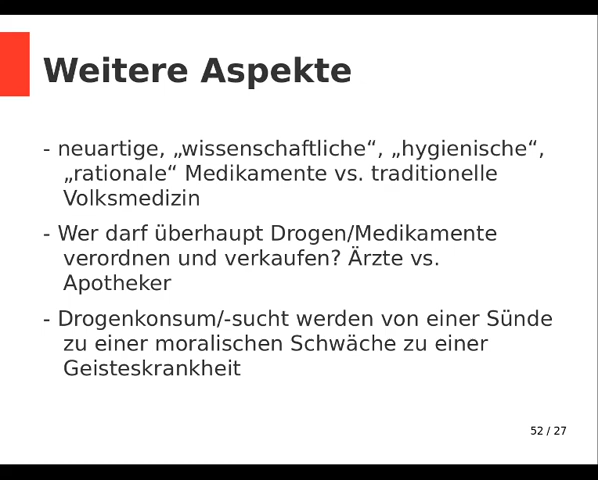 Weitere Aspekte
- neuartige, „wissenschaftliche“, „hygienische“,
„rationale“ Medikamente vs. traditionelle
Volksmedizin
- Wer darf überhaupt Drogen/Medikamente
verordnen und verkaufen? Ärzte vs.
Apotheker
- Drogenkonsum/-sucht werden von einer Sünde
zu einer moralischen Schwäche zu einer
Geisteskrankheit
52 / 27